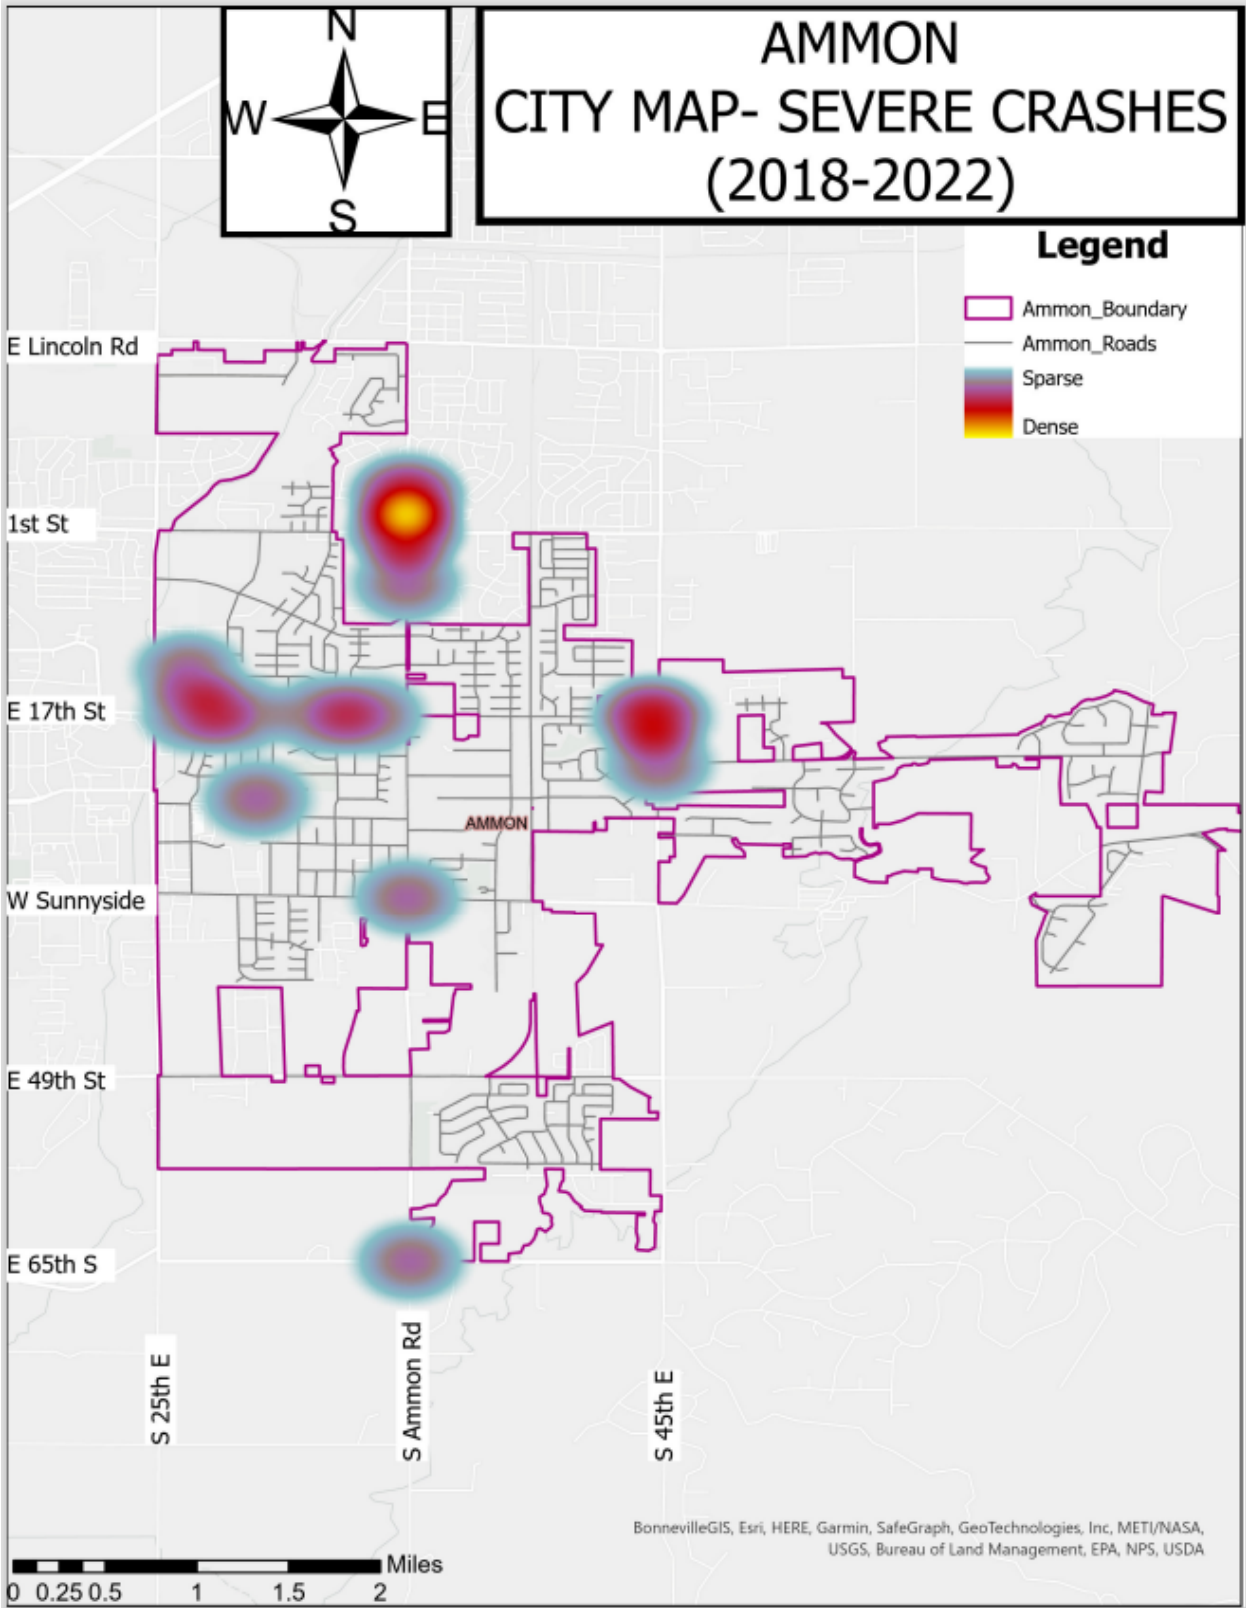 N
W E
S
AMMON
CITY MAP- SEVERE CRASHES
(2018-2022)
Legend
Ammon_Boundary
Ammon_Roads
Sparse
Dense
E Lincoln Rd
1st St
E 17th St
AMMON
W Sunnyside
E 49th St
E 65th S
S 25th E
S Ammon Rd
S 45th E
BonnevilleGIS, Esri, HERE, Garmin, SafeGraph, GeoTechnologies, Inc, METI/NASA,
USGS, Bureau of Land Management, EPA, NPS, USDA
Miles
0 0.25 0.5 1 1.5 2